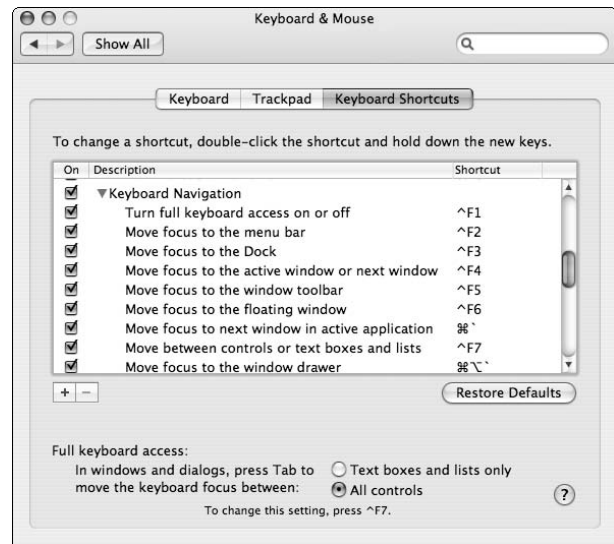 Keyboard & Mouse
Show All
Keyboard Trackpad Keyboard Shortcuts
To change a shortcut, double-click the shortcut and hold down the new keys.
On Description Shortcut
Keyboard Navigation
Turn full keyboard access on or off ^F1
Move focus to the menu bar ^F2
Move focus to the Dock ^F3
Move focus to the active window or next window ^F4
Move focus to the window toolbar ^F5
Move focus to the floating window ^F6
Move focus to next window in active application ⌘`
Move between controls or text boxes and lists ^F7
Move focus to the window drawer ⌘⌥`
+ −
Restore Defaults
Full keyboard access:
In windows and dialogs, press Tab to Text boxes and lists only
move the keyboard focus between: All controls
?
To change this setting, press ^F7.